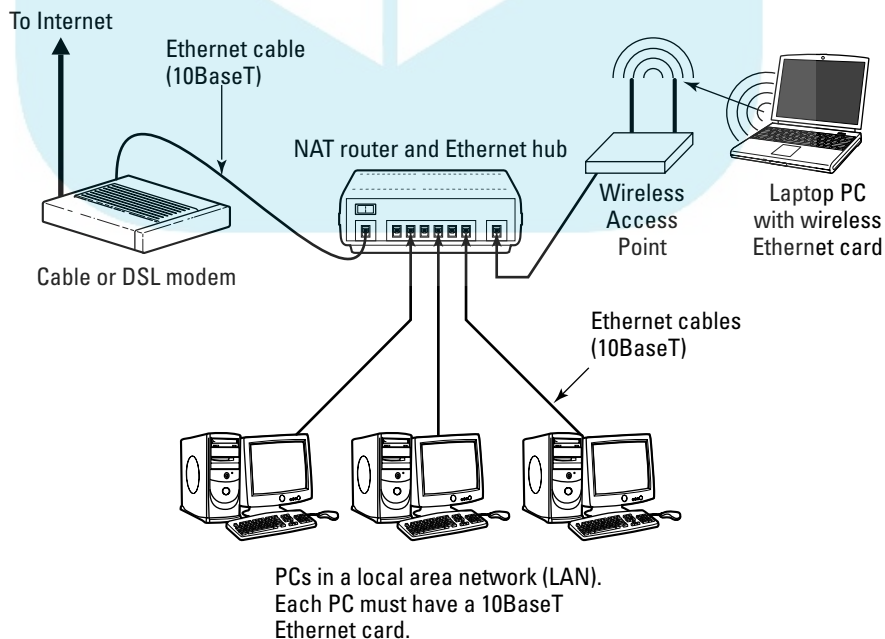 To Internet
Ethernet cable
(10BaseT)
NAT router and Ethernet hub
Cable or DSL modem
Wireless
Access
Point
Laptop PC
with wireless
Ethernet card
Ethernet cables
(10BaseT)
PCs in a local area network (LAN).
Each PC must have a 10BaseT
Ethernet card.